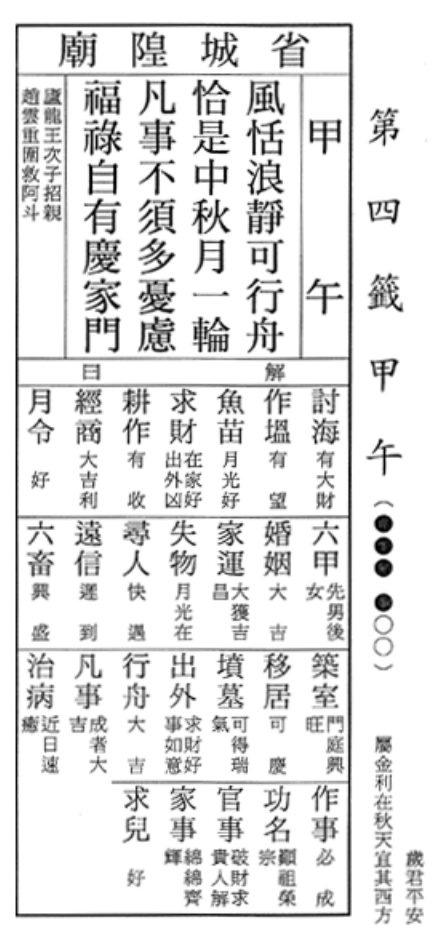 第四籤甲午
屬金利在秋天宜其西方
歲君平安
省城隍廟
甲午
風恬浪靜可行舟
恰是中秋月一輪
凡事不須多憂慮
福祿自有慶家門
盧龍王次子招親
趙雲重圍救阿斗
解曰
討海 有大財
作塭 有望
魚苗 月光好
求財 在家好出外凶
耕作 有收
經商 大吉利
月令 好
六甲 先男後女
婚姻 大吉
家運 大獲吉昌
失物 月光在
尋人 快遇
遠信 遲到
六畜 興盛
築室 門庭興旺
移居 可慶
墳墓 可得瑞氣
出外 求財好事如意
行舟 大吉
凡事 成者大吉
治病 近日速癒
作事 必成
功名 顯祖榮宗
官事 破財求貴人解
家事 綿綿齊輝
求兒 好